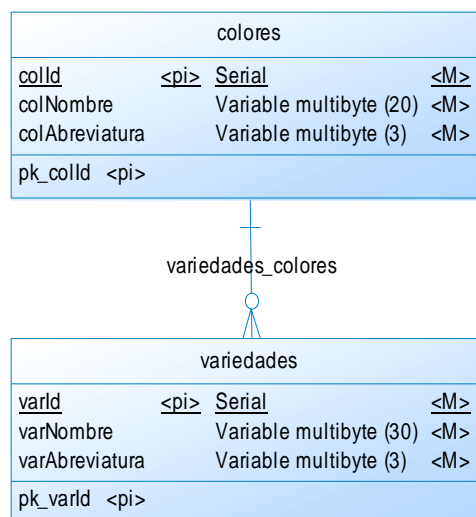 colores
colId <pi> Serial <M>
colNombre Variable multibyte (20) <M>
colAbreviatura Variable multibyte (3) <M>
pk_colId <pi>
variedades_colores
variedades
varId <pi> Serial <M>
varNombre Variable multibyte (30) <M>
varAbreviatura Variable multibyte (3) <M>
pk_varId <pi>